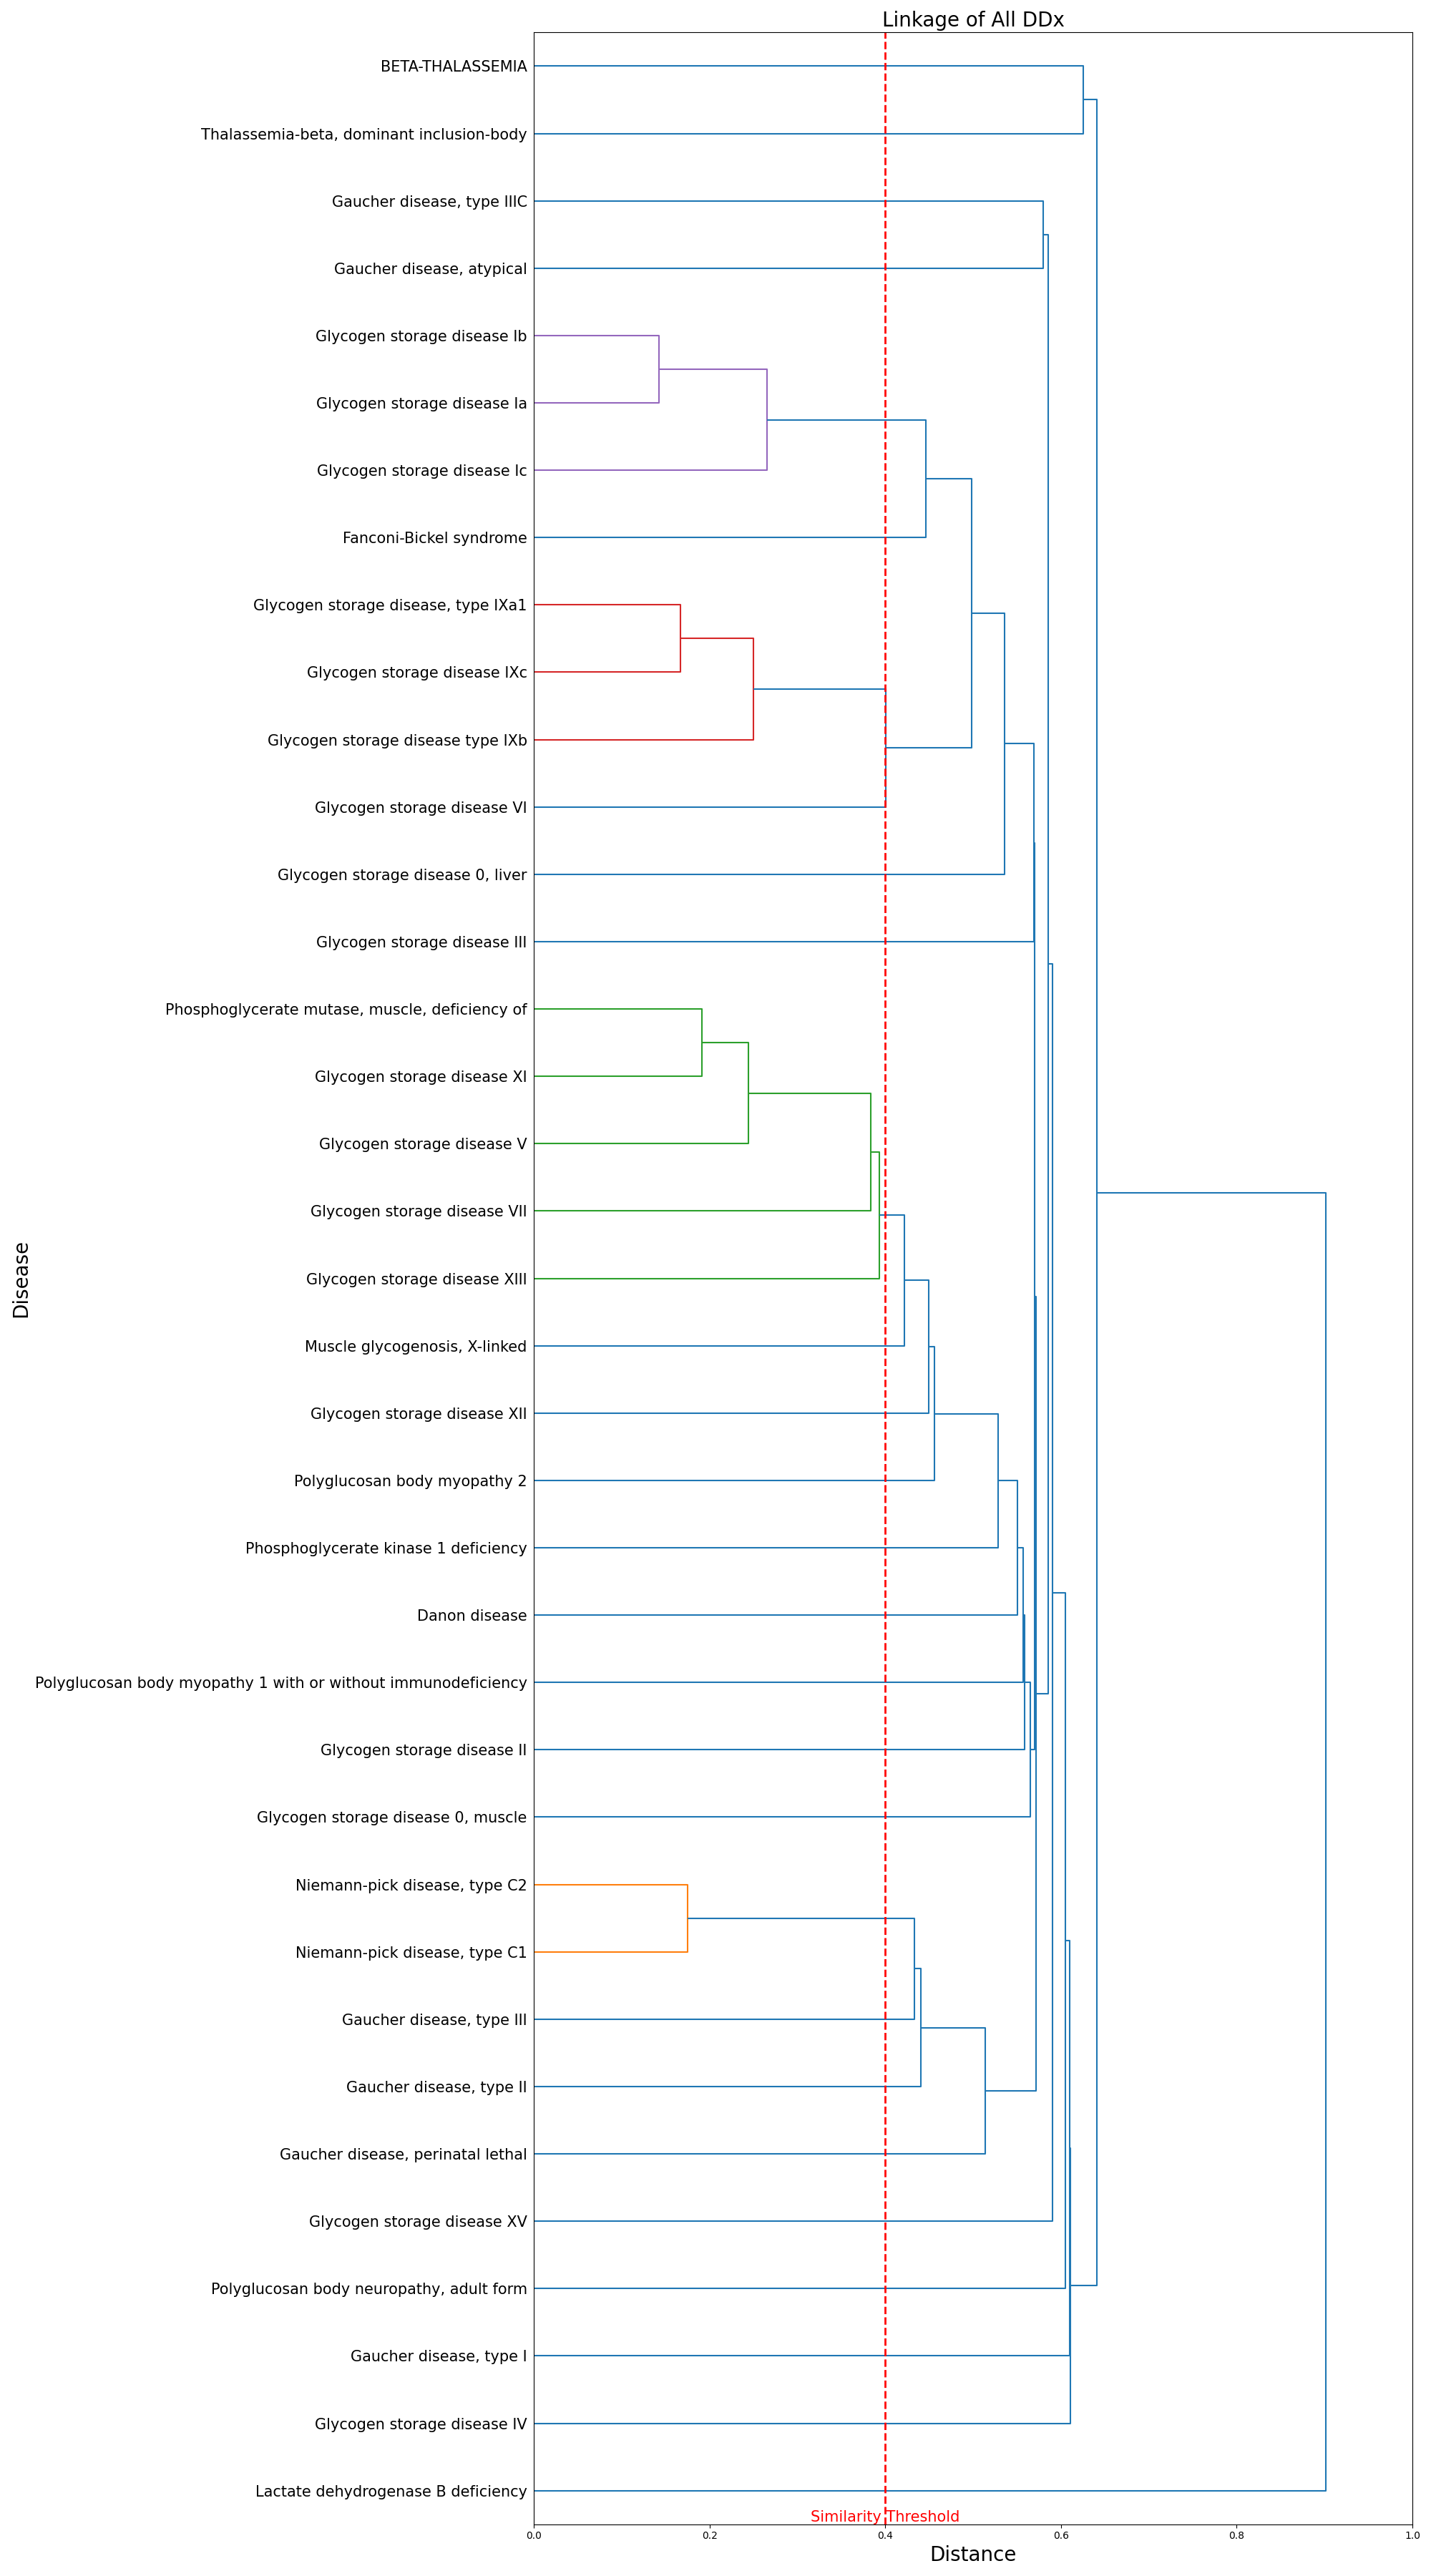 Linkage of All DDx
BETA-THALASSEMIA
Thalassemia-beta, dominant inclusion-body
Gaucher disease, type IIIC
Gaucher disease, atypical
Glycogen storage disease Ib
Glycogen storage disease Ia
Glycogen storage disease Ic
Fanconi-Bickel syndrome
Glycogen storage disease, type IXa1
Glycogen storage disease IXc
Glycogen storage disease type IXb
Glycogen storage disease VI
Glycogen storage disease 0, liver
Glycogen storage disease III
Phosphoglycerate mutase, muscle, deficiency of
Glycogen storage disease XI
Glycogen storage disease V
Glycogen storage disease VII
Glycogen storage disease XIII
Muscle glycogenosis, X-linked
Glycogen storage disease XII
Polyglucosan body myopathy 2
Phosphoglycerate kinase 1 deficiency
Danon disease
Polyglucosan body myopathy 1 with or without immunodeficiency
Glycogen storage disease II
Glycogen storage disease 0, muscle
Niemann-pick disease, type C2
Niemann-pick disease, type C1
Gaucher disease, type III
Gaucher disease, type II
Gaucher disease, perinatal lethal
Glycogen storage disease XV
Polyglucosan body neuropathy, adult form
Gaucher disease, type I
Glycogen storage disease IV
Lactate dehydrogenase B deficiency
Disease
Similarity Threshold
0.0 0.2 0.4 0.6 0.8 1.0
Distance